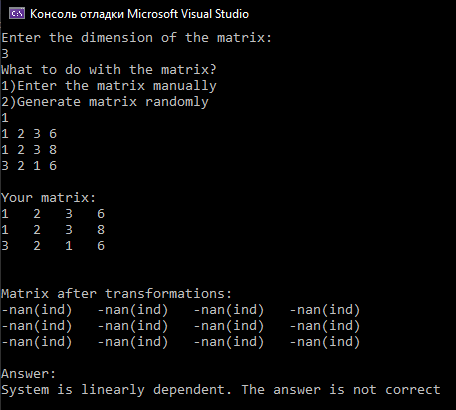 Консоль отладки Microsoft Visual Studio
Enter the dimension of the matrix:
3
What to do with the matrix?
1)Enter the matrix manually
2)Generate matrix randomly
1
1 2 3 6
1 2 3 8
3 2 1 6
Your matrix:
1 2 3 6
1 2 3 8
3 2 1 6
Matrix after transformations:
-nan(ind) -nan(ind) -nan(ind) -nan(ind)
-nan(ind) -nan(ind) -nan(ind) -nan(ind)
-nan(ind) -nan(ind) -nan(ind) -nan(ind)
Answer:
System is linearly dependent. The answer is not correct